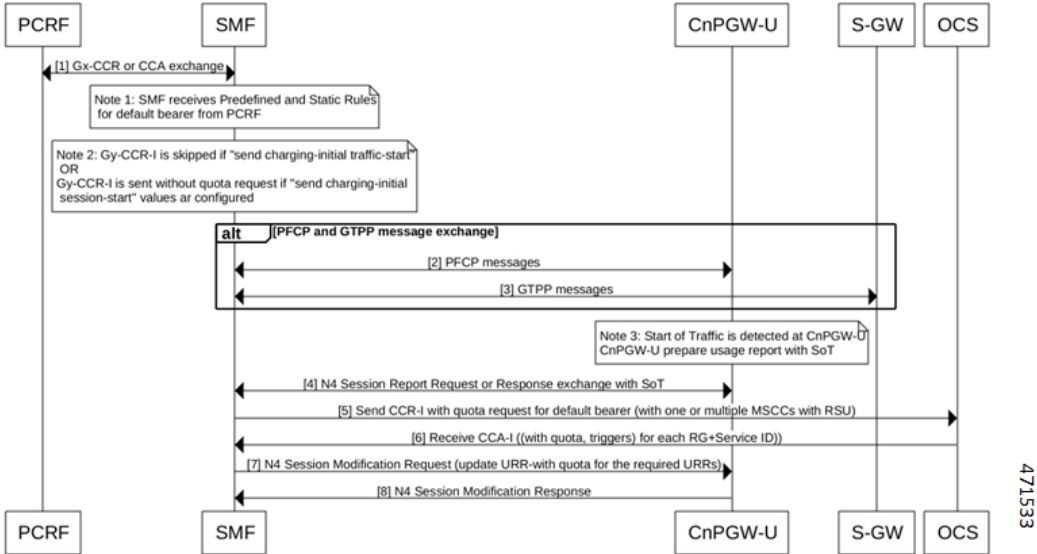 PCRF
SMF
CnPGW-U
S-GW
OCS
[1] Gx-CCR or CCA exchange
Note 1: SMF receives Predefined and Static Rules
for default bearer from PCRF
Note 2: Gy-CCR-I is skipped if "send charging-initial traffic-start"
OR
Gy-CCR-I is sent without quota request if "send charging-initial
session-start" values ar configured
alt
[PFCP and GTPP message exchange]
[2] PFCP messages
[3] GTPP messages
Note 3: Start of Traffic is detected at CnPGW-U
CnPGW-U prepare usage report with SoT
[4] N4 Session Report Request or Response exchange with SoT
[5] Send CCR-I with quota request for default bearer (with one or multiple MSCCs with RSU)
[6] Receive CCA-I ((with quota, triggers) for each RG+Service ID))
[7] N4 Session Modification Request (update URR-with quota for the required URRs)
[8] N4 Session Modification Response
PCRF
SMF
CnPGW-U
S-GW
OCS
471533